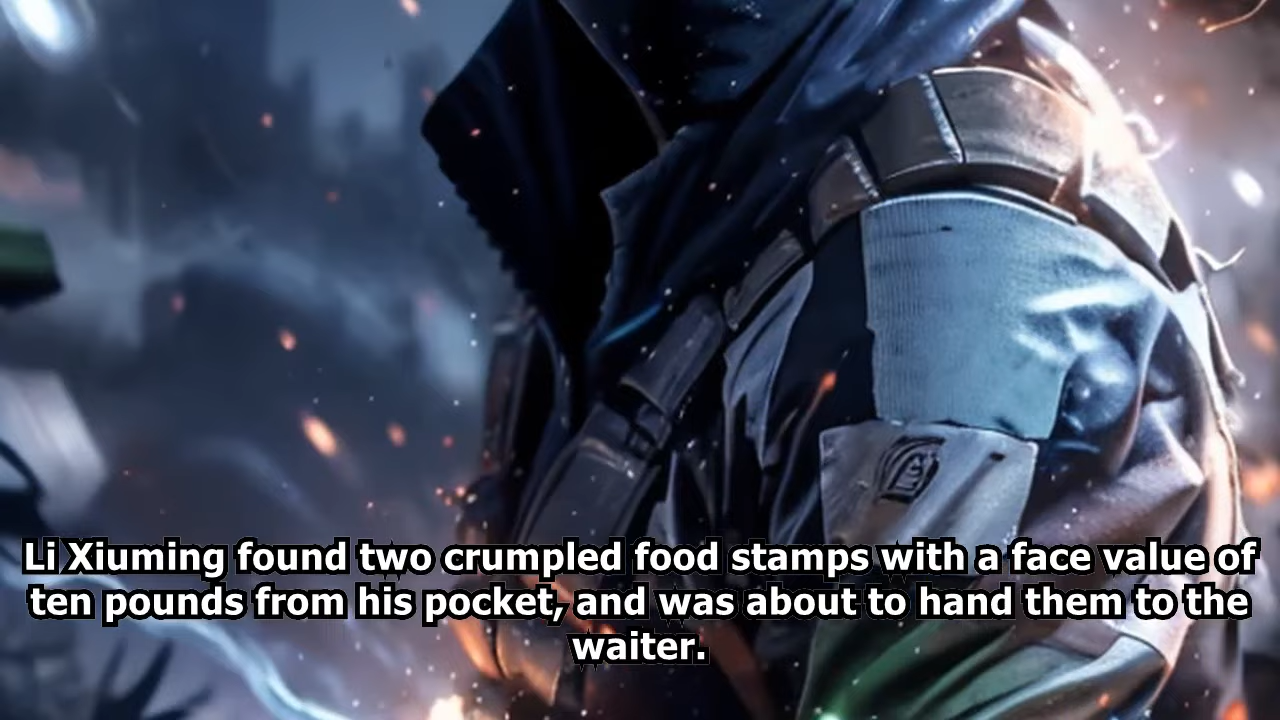 Li Xiuming found two crumpled food stamps with a face value of
ten pounds from his pocket, and was about to hand them to the
waiter.